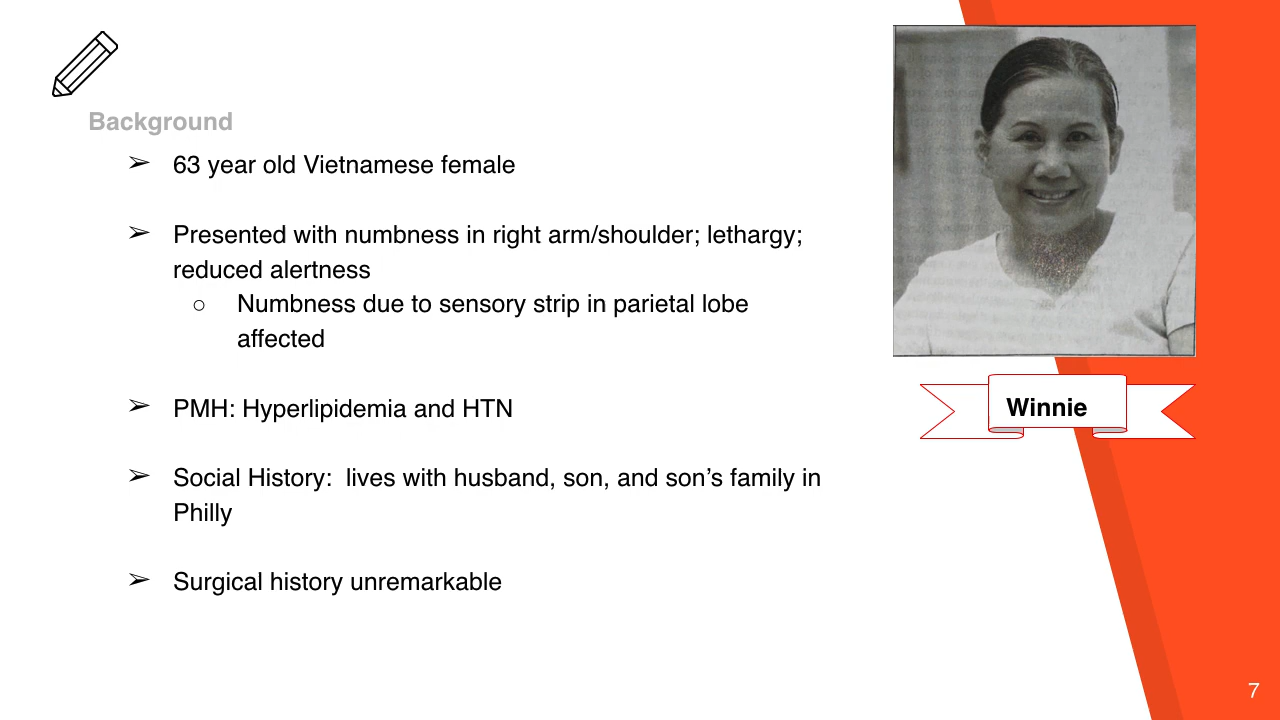 Background
➢ 63 year old Vietnamese female
➢ Presented with numbness in right arm/shoulder; lethargy;
reduced alertness
○ Numbness due to sensory strip in parietal lobe
affected
➢ PMH: Hyperlipidemia and HTN
➢ Social History:  lives with husband, son, and son’s family in
Philly
➢ Surgical history unremarkable
Winnie
7